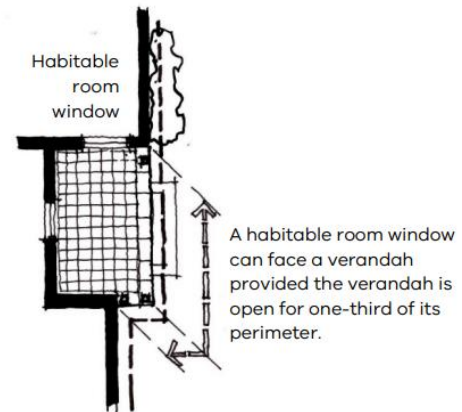 Habitable
room
window
A habitable room window
can face a verandah
provided the verandah is
open for one-third of its
perimeter.